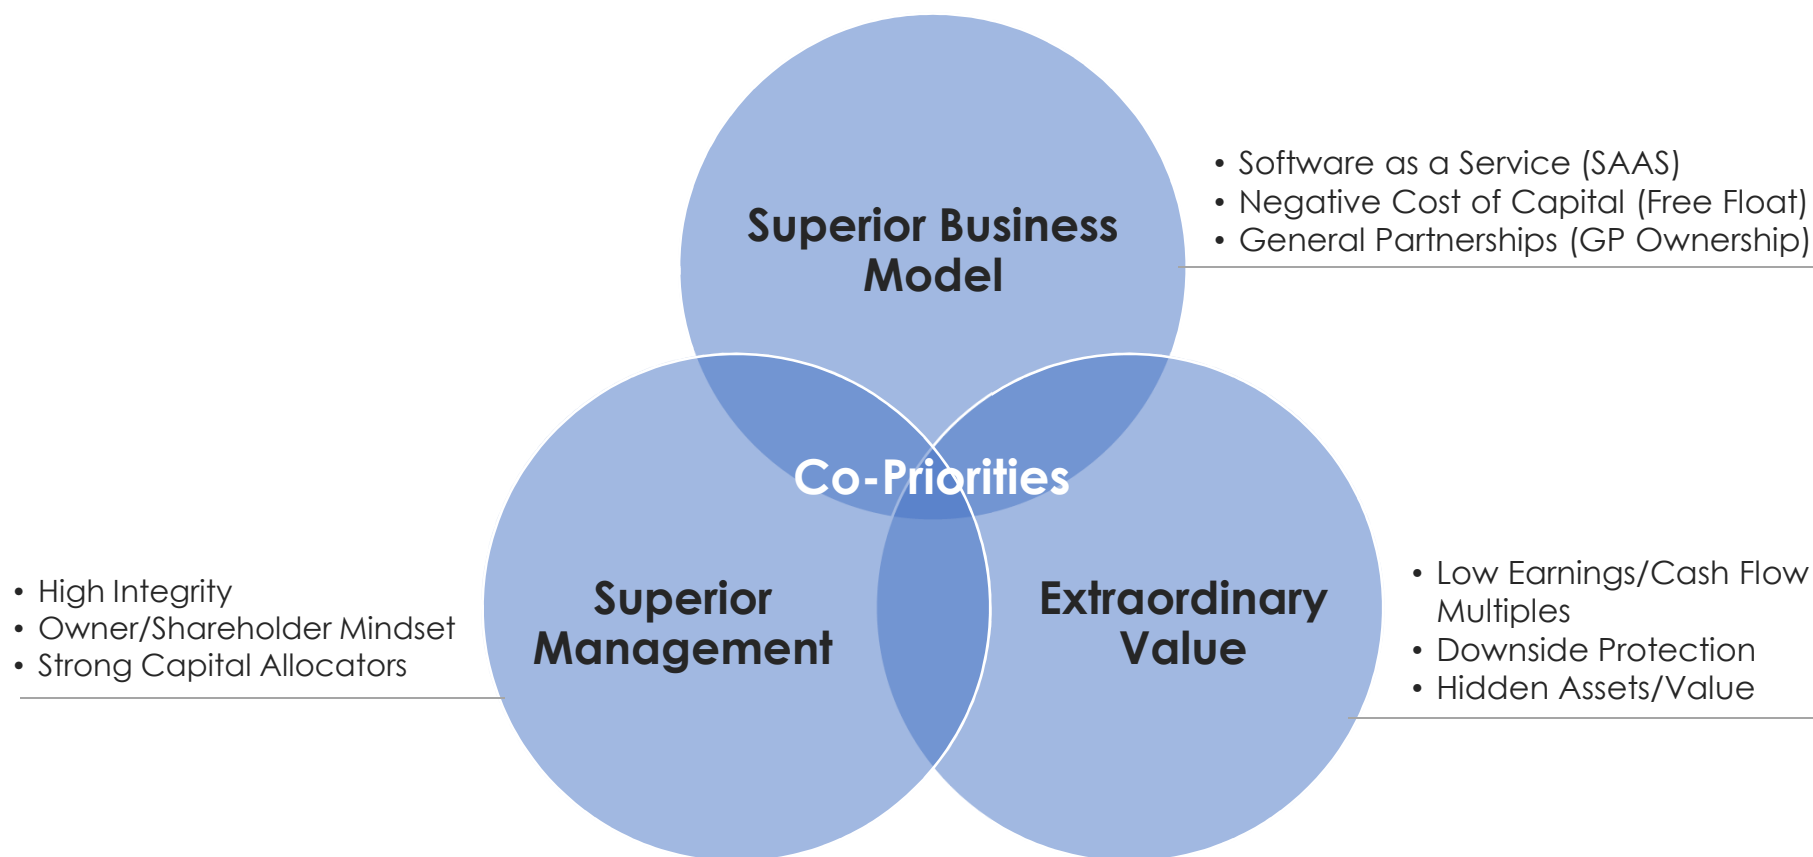 Superior Business
Model
• Software as a Service (SAAS)
• Negative Cost of Capital (Free Float)
• General Partnerships (GP Ownership)
Co-Priorities
• High Integrity
• Owner/Shareholder Mindset
• Strong Capital Allocators
Superior
Management
Extraordinary
Value
• Low Earnings/Cash Flow
Multiples
• Downside Protection
• Hidden Assets/Value